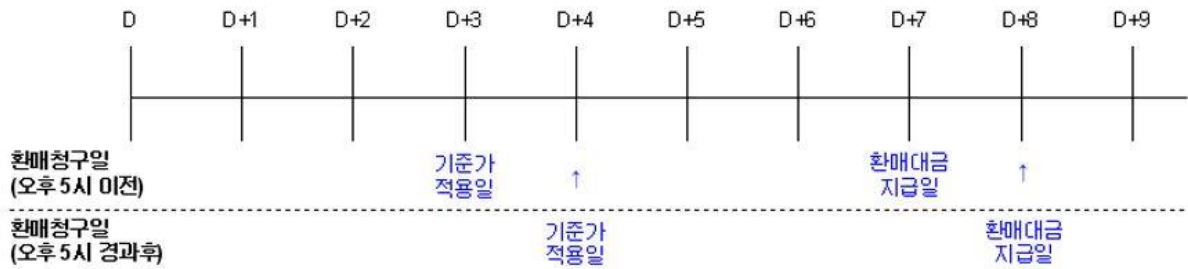 D D+1 D+2 D+3 D+4 D+5 D+6 D+7 D+8 D+9
환매청구일 기준가 환매대금
(오후 5시 이전) 적용일 ↑ 지급일 ↑
환매청구일 기준가 환매대금
(오후 5시 경과후) 적용일 지급일